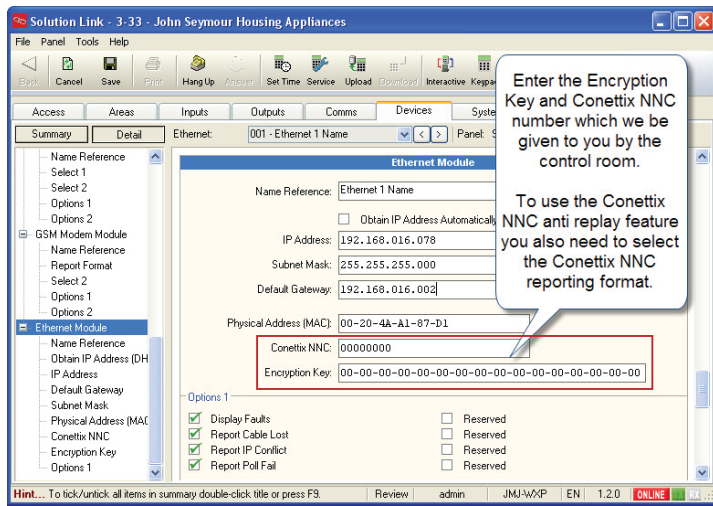 Solution Link - 3-33 - John Seymour Housing Appliances
File Panel Tools Help
Back Cancel Save Print Hang Up Answer Set Time Service Upload Download Interactive
Access Areas Inputs Outputs Comms Devices
Summary Detail Ethernet: 001 - Ethernet 1 Name < > Panel:
Name Reference
Select 1
Select 2
Options 1
Options 2
GSM Modem Module
Name Reference
Report Format
Select 2
Options 1
Options 2
Ethernet Module
Name Reference
Obtain IP Address (DH
IP Address
Default Gateway
Subnet Mask
Physical Address (MAC
Conettix NNC
Encryption Key
Options 1
Ethernet Module
Name Reference: Ethernet 1 Name
Obtain IP Address Automatically
IP Address: 192.168.016.078
Subnet Mask: 255.255.255.000
Default Gateway: 192.168.016.002
Physical Address (MAC): 00-20-4A-A1-87-D1
Conettix NNC: 00000000
Encryption Key: 00-00-00-00-00-00-00-00-00-00-00-00-00-00-00-00
Options 1
Display Faults Reserved
Report Cable Lost Reserved
Report IP Conflict Reserved
Report Poll Fail Reserved
Enter the Encryption
Key and Conettix NNC
number which we be
given to you by the
control room.
To use the Conettix
NNC anti replay feature
you also need to select
the Conettix NNC
reporting format.
Hint... To tick/untick all items in summary double-click title or press F9. Review admin JMJ-WXP EN 1.2.0 ONLINE RX